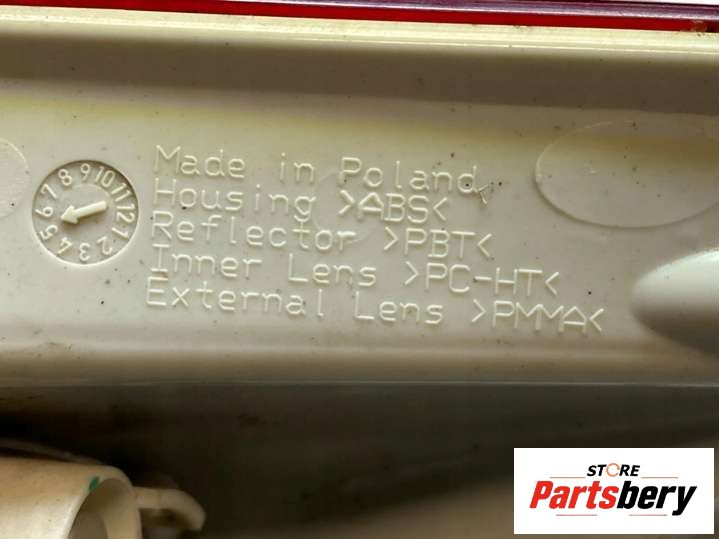 Made in Poland
Housing >ABS<
Reflector >PBT<
Inner Lens >PC-HT<
External Lens >PMMA<
1 2 3 4 5 6 7 8 9 10 11 12
STORE
Partsbery